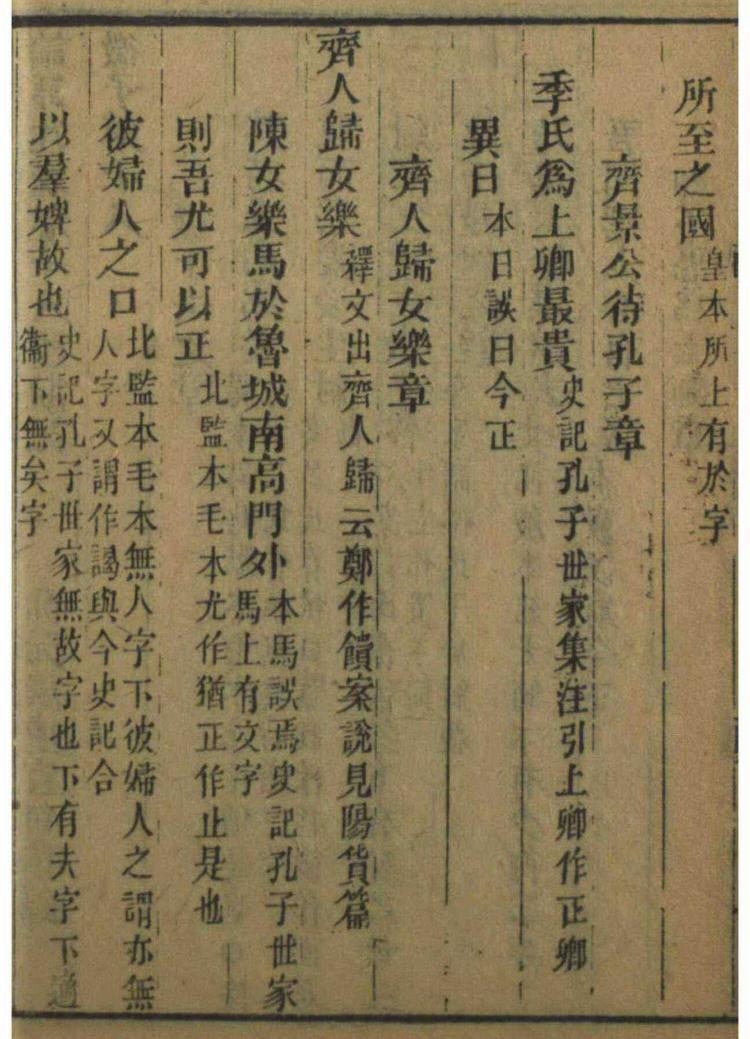 所至之國皇本所上有於字
齊景公待孔子章
季氏爲上卿最貴史記孔子世家集注引上卿作正卿
異日本日誤曰今正
齊人歸女樂章
齊人歸女樂釋文出齊人歸云鄭作饋案說見陽貨篇
陳女樂馬於魯城南高門外本馬誤焉史記孔子世家馬上有文字
則吾尤可以正北監本毛本尤作猶正作止是也
彼婦人之口北監本毛本無人字下彼婦人之謂亦無人字又謂作謁與今史記合
以羣婢故也史記孔子世家無故字也下有夫字下適衞下無矣字